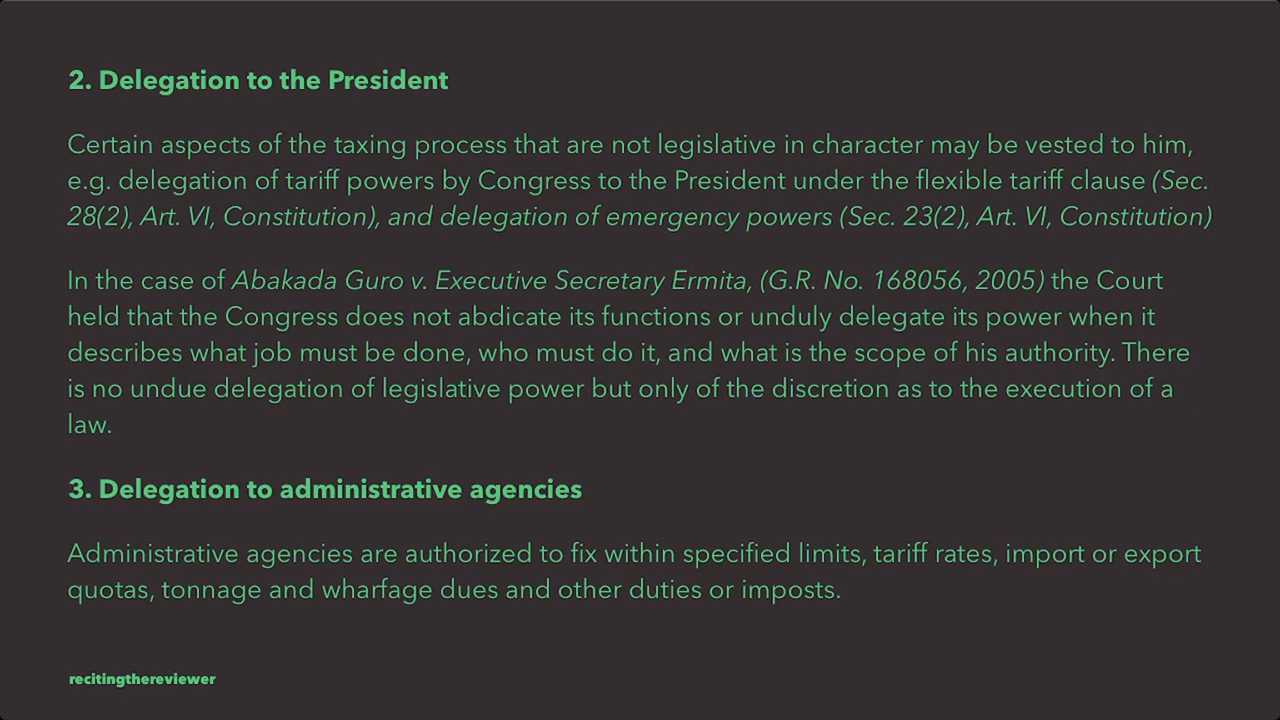 2. Delegation to the President
Certain aspects of the taxing process that are not legislative in character may be vested to him,
e.g. delegation of tariff powers by Congress to the President under the flexible tariff clause (Sec.
28(2), Art. VI, Constitution), and delegation of emergency powers (Sec. 23(2), Art. VI, Constitution)
In the case of Abakada Guro v. Executive Secretary Ermita, (G.R. No. 168056, 2005) the Court
held that the Congress does not abdicate its functions or unduly delegate its power when it
describes what job must be done, who must do it, and what is the scope of his authority. There
is no undue delegation of legislative power but only of the discretion as to the execution of a
law.
3. Delegation to administrative agencies
Administrative agencies are authorized to fix within specified limits, tariff rates, import or export
quotas, tonnage and wharfage dues and other duties or imposts.
recitingthereviewer